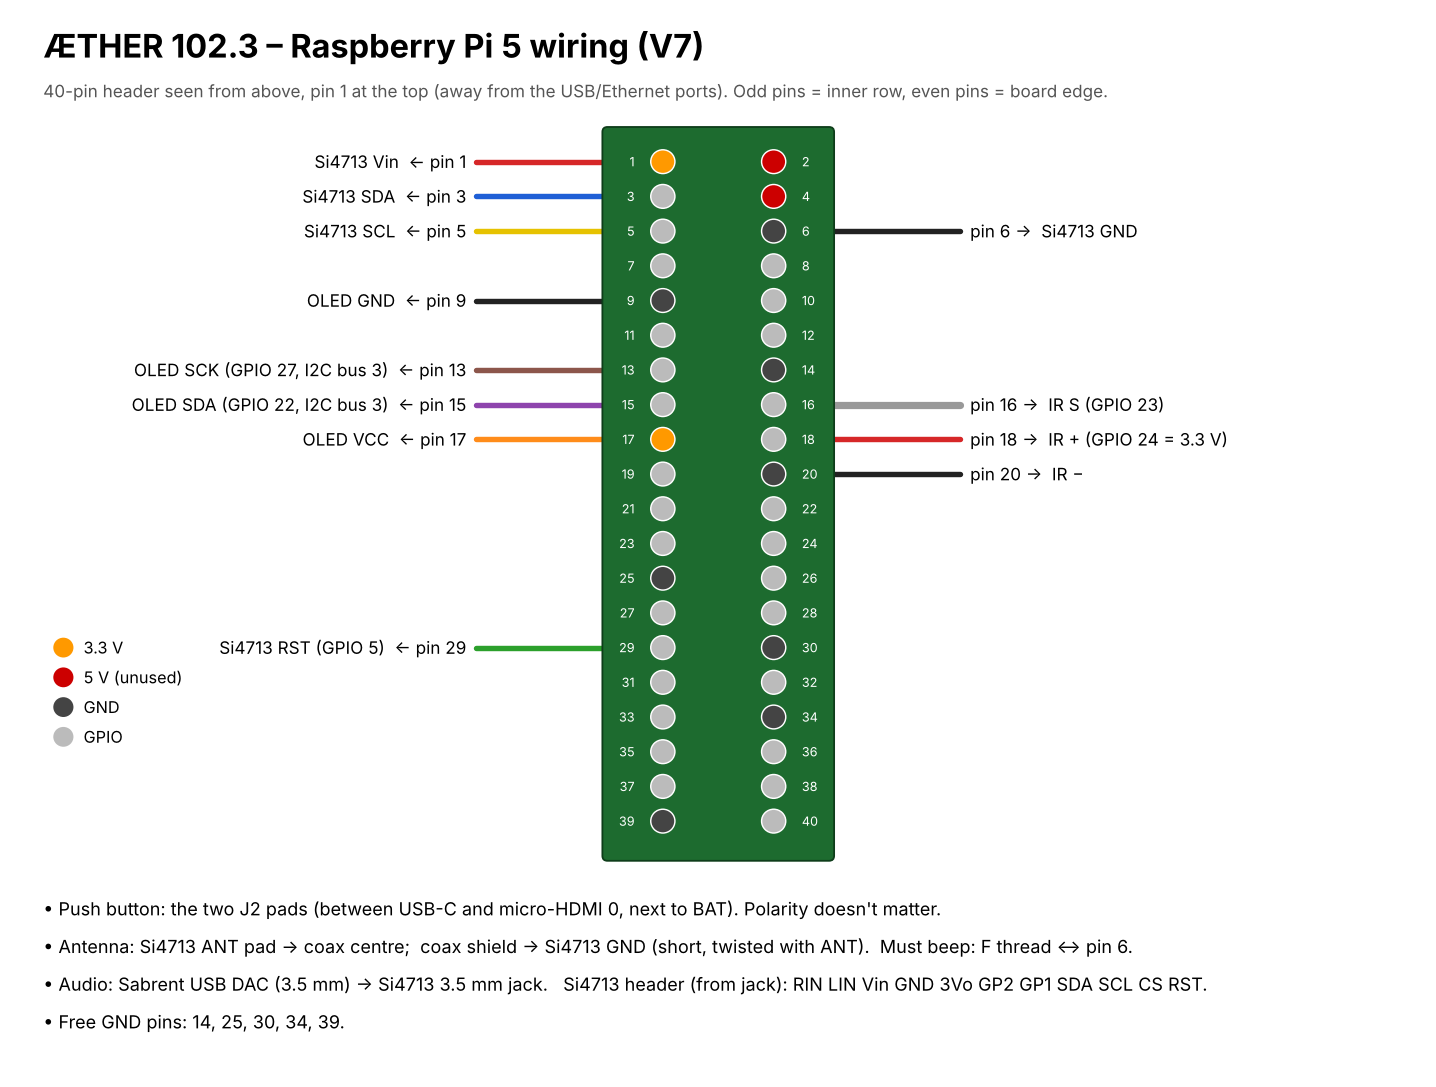 ÆTHER 102.3 – Raspberry Pi 5 wiring (V7)
40-pin header seen from above, pin 1 at the top (away from the USB/Ethernet ports). Odd pins = inner row, even pins = board edge.
Si4713 Vin ← pin 1 1 2
Si4713 SDA ← pin 3 3 4
Si4713 SCL ← pin 5 5 6 pin 6 → Si4713 GND
7 8
OLED GND ← pin 9 9 10
11 12
OLED SCK (GPIO 27, I2C bus 3) ← pin 13 13 14
OLED SDA (GPIO 22, I2C bus 3) ← pin 15 15 16 pin 16 → IR S (GPIO 23)
OLED VCC ← pin 17 17 18 pin 18 → IR + (GPIO 24 = 3.3 V)
19 20 pin 20 → IR −
21 22
23 24
25 26
27 28
3.3 V Si4713 RST (GPIO 5) ← pin 29 29 30
5 V (unused) 31 32
GND 33 34
GPIO 35 36
37 38
39 40
• Push button: the two J2 pads (between USB-C and micro-HDMI 0, next to BAT). Polarity doesn't matter.
• Antenna: Si4713 ANT pad → coax centre; coax shield → Si4713 GND (short, twisted with ANT). Must beep: F thread ↔ pin 6.
• Audio: Sabrent USB DAC (3.5 mm) → Si4713 3.5 mm jack. Si4713 header (from jack): RIN LIN Vin GND 3Vo GP2 GP1 SDA SCL CS RST.
• Free GND pins: 14, 25, 30, 34, 39.